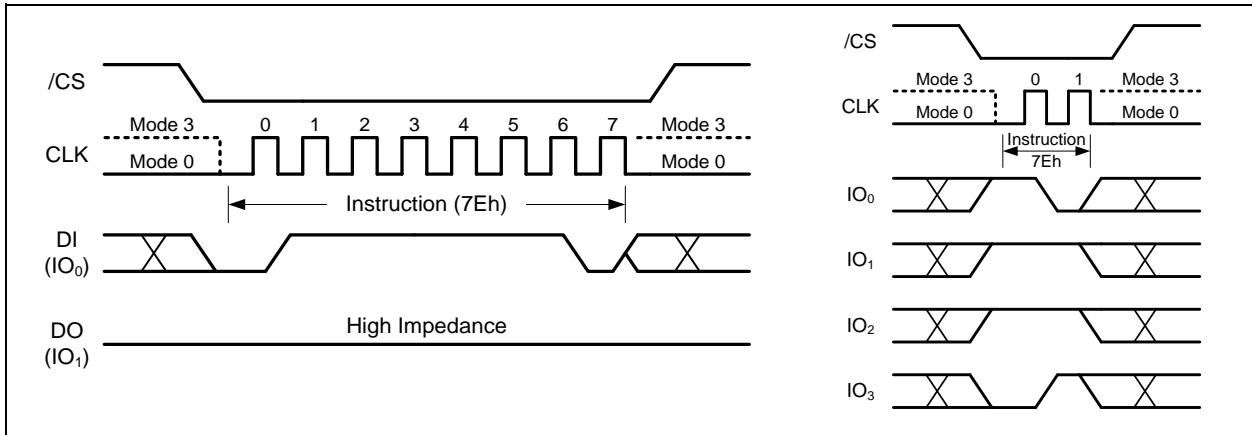 /CS
Mode 3
0 1 2 3 4 5 6 7
Mode 3
CLK
Mode 0
Mode 0
Instruction (7Eh)
DI
(IO₀)
High Impedance
DO
(IO₁)
/CS
Mode 3
0 1
Mode 3
CLK
Mode 0
Mode 0
Instruction
7Eh
IO₀
IO₁
IO₂
IO₃